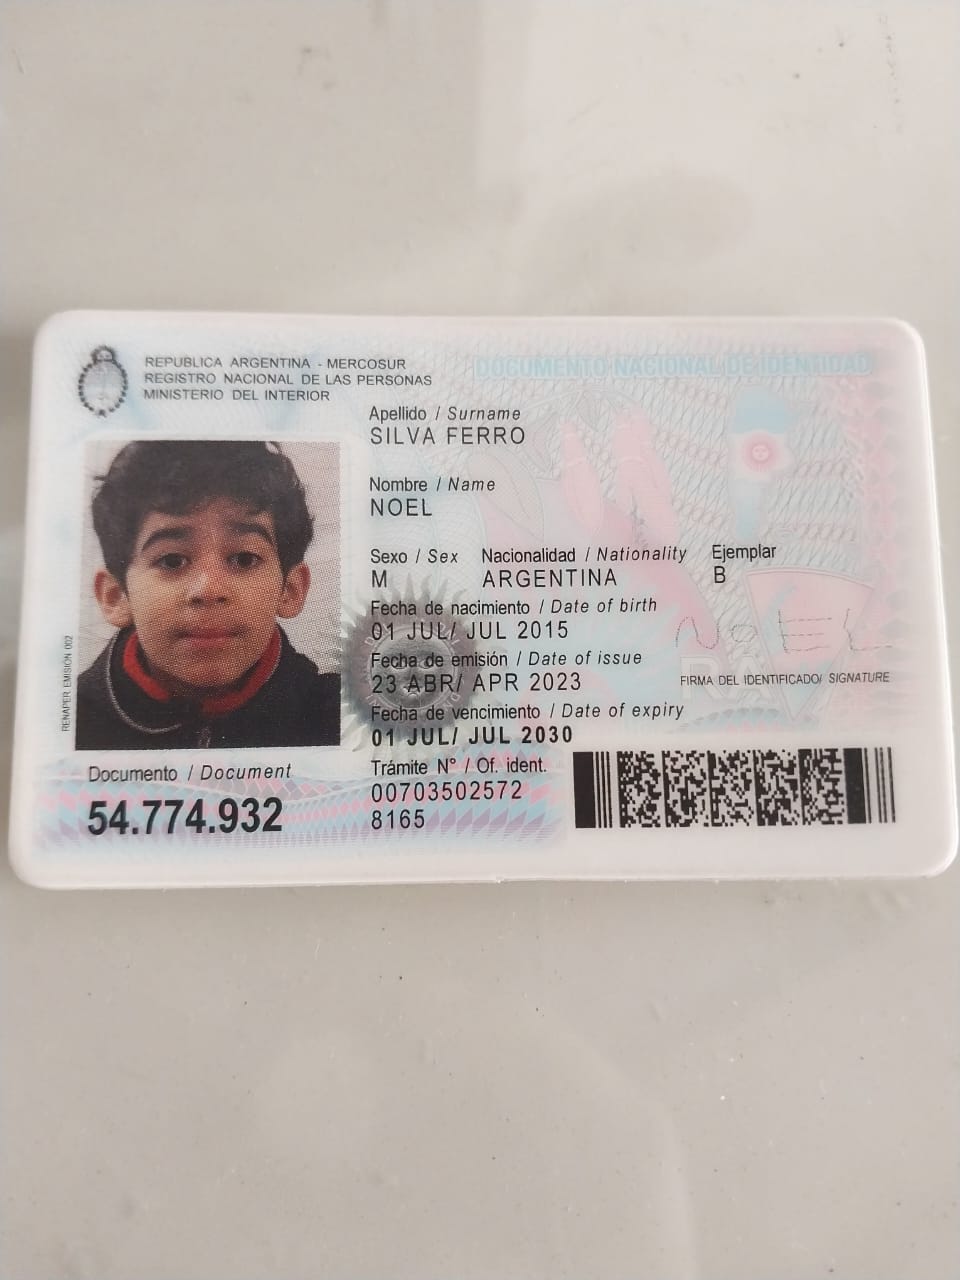 REPUBLICA ARGENTINA - MERCOSUR
REGISTRO NACIONAL DE LAS PERSONAS
MINISTERIO DEL INTERIOR
DOCUMENTO NACIONAL DE IDENTIDAD
Apellido / Surname
SILVA FERRO
Nombre / Name
NOEL
Sexo / Sex Nacionalidad / Nationality Ejemplar
M ARGENTINA B
Fecha de nacimiento / Date of birth
01 JUL/ JUL 2015
Fecha de emisión / Date of issue
23 ABR/ APR 2023
NoEL
FIRMA DEL IDENTIFICADO/ SIGNATURE
RA
Fecha de vencimiento / Date of expiry
01 JUL/ JUL 2030
RENAPER EMISION 002
Documento / Document
54.774.932
Trámite N° / Of. ident.
00703502572
8165